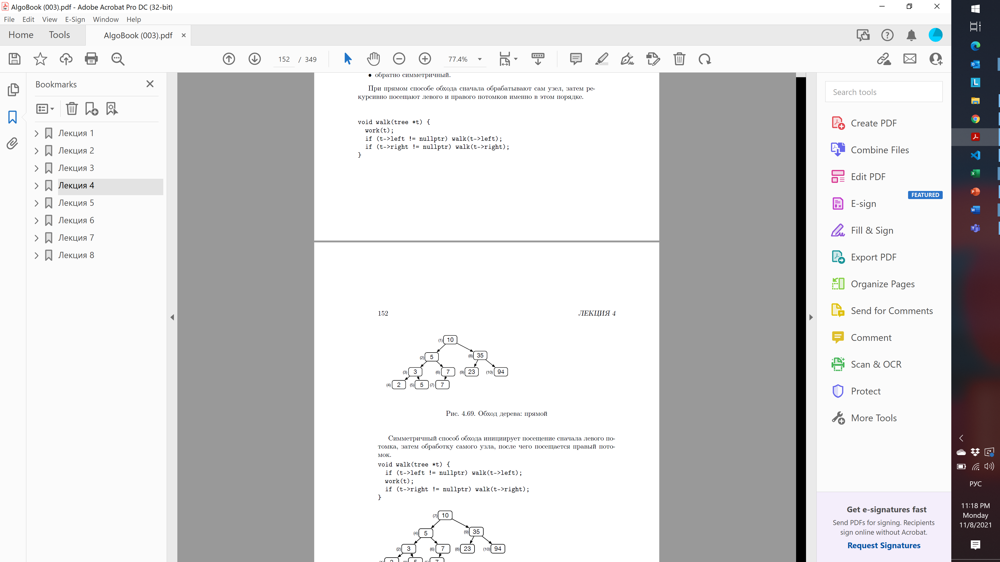 AlgoBook (003).pdf - Adobe Acrobat Pro DC (32-bit)
File Edit View E-Sign Window Help
Home Tools AlgoBook (003).pdf
152 / 349 77.4%
Bookmarks
Лекция 1
Лекция 2
Лекция 3
Лекция 4
Лекция 5
Лекция 6
Лекция 7
Лекция 8
• обратно симметричный.
При прямом способе обхода сначала обрабатывают сам узел, затем ре-
курсивно посещают левого и правого потомков именно в этом порядке.
void walk(tree *t) {
work(t);
if (t->left != nullptr) walk(t->left);
if (t->right != nullptr) walk(t->right);
}
152 ЛЕКЦИЯ 4
(1) 10
(2) 5 (8) 35
(3) 3 (6) 7 (9) 23 (10) 94
(4) 2 (5) 5 (7) 7
Рис. 4.69. Обход дерева: прямой
Симметричный способ обхода инициирует посещение сначала левого по-
томка, затем обработку самого узла, после чего посещается правый пото-
мок.
void walk(tree *t) {
if (t->left != nullptr) walk(t->left);
work(t);
if (t->right != nullptr) walk(t->right);
}
(7) 10
(4) 5 (9) 35
(2) 3 (6) 7 (8) 23 (10) 94
Search tools
Create PDF
Combine Files
Edit PDF
FEATURED
E-sign
Fill & Sign
Export PDF
Organize Pages
Send for Comments
Comment
Scan & OCR
Protect
More Tools
Get e-signatures fast
Send PDFs for signing. Recipients
sign online without Acrobat.
Request Signatures
РУС
11:18 PM
Monday
11/8/2021